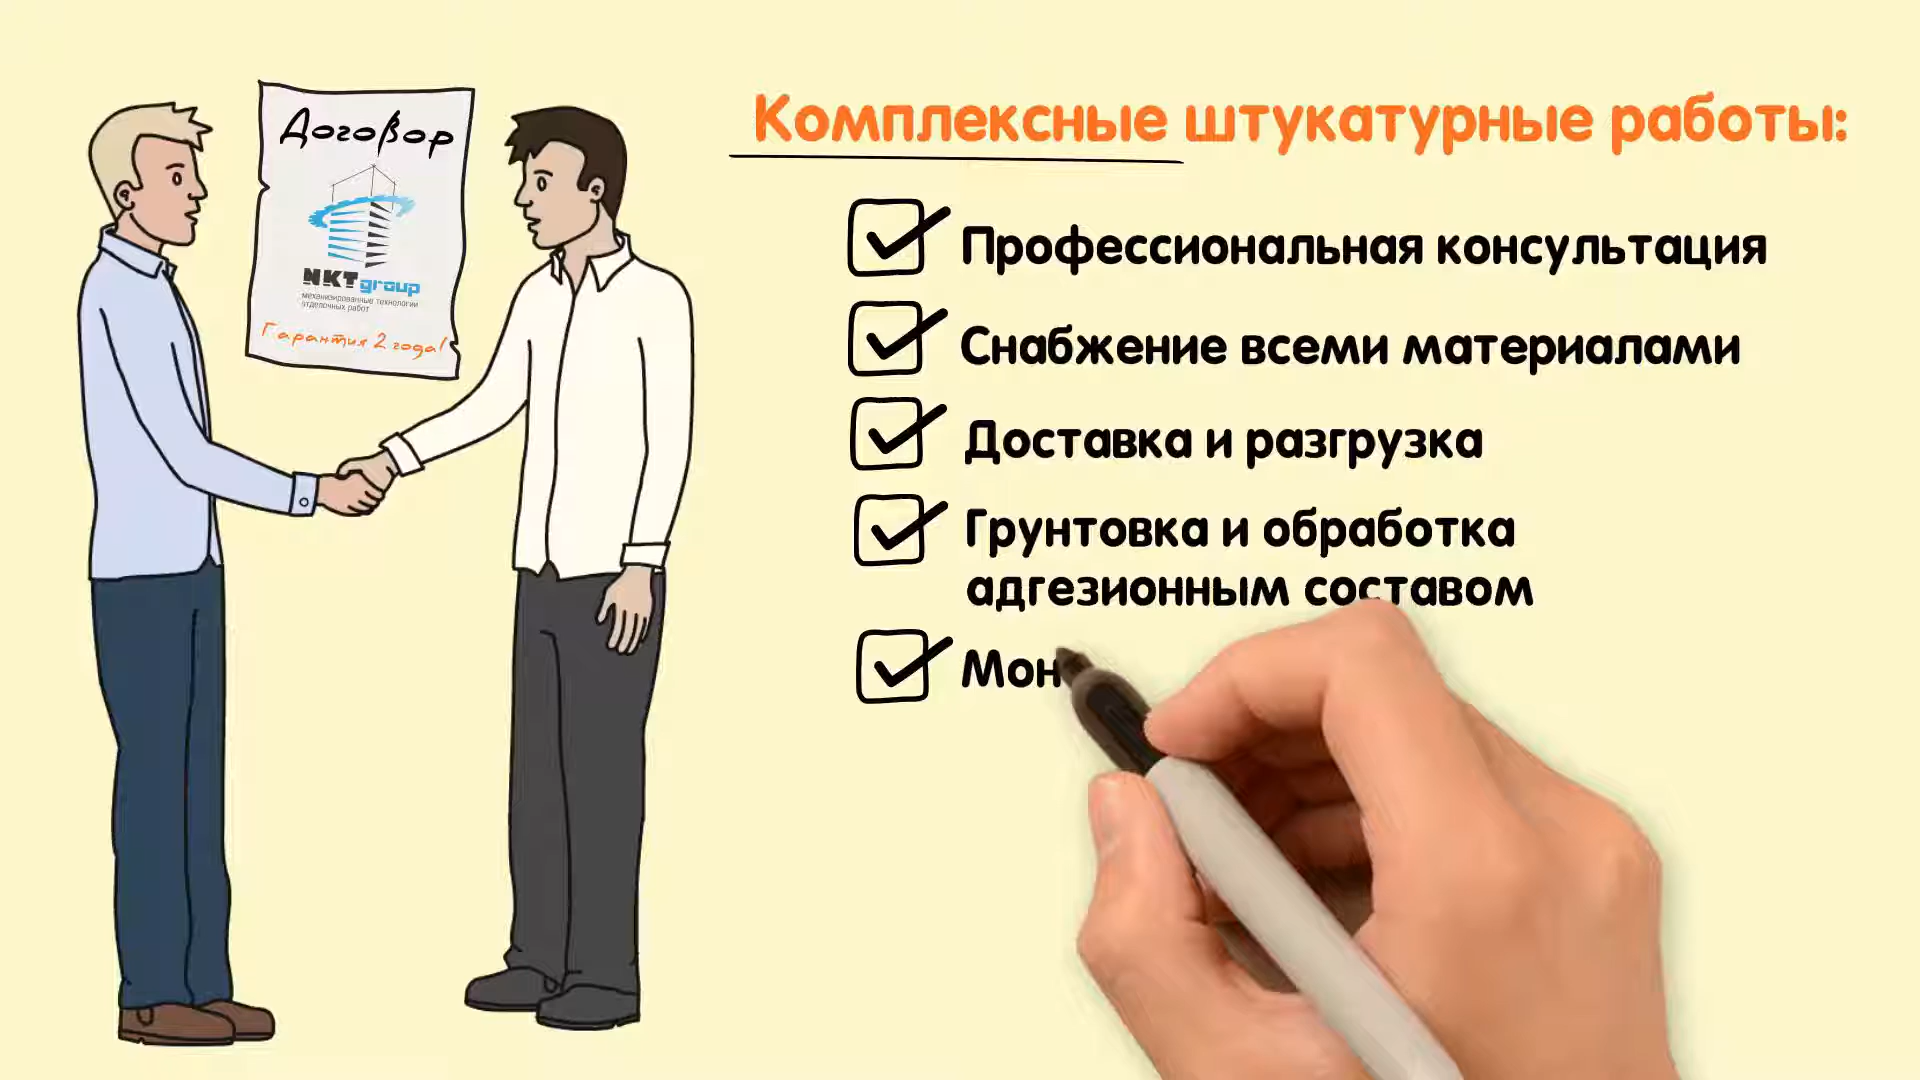 Договор
NKTgroup
механизированные технологии
отделочных работ
Гарантия 2 года!
Комплексные штукатурные работы:
Профессиональная консультация
Снабжение всеми материалами
Доставка и разгрузка
Грунтовка и обработка
адгезионным составом
Мон